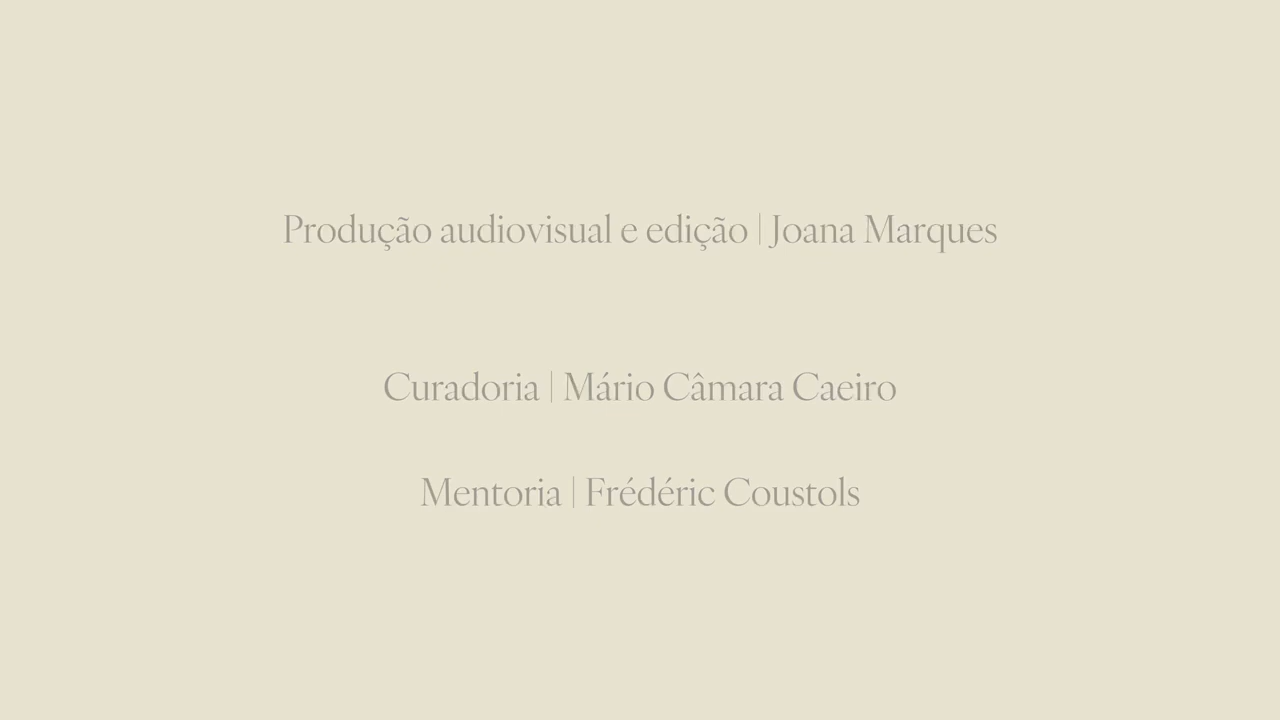 Produção audiovisual e edição | Joana Marques
Curadoria | Mário Câmara Caeiro
Mentoria | Frédéric Coustols